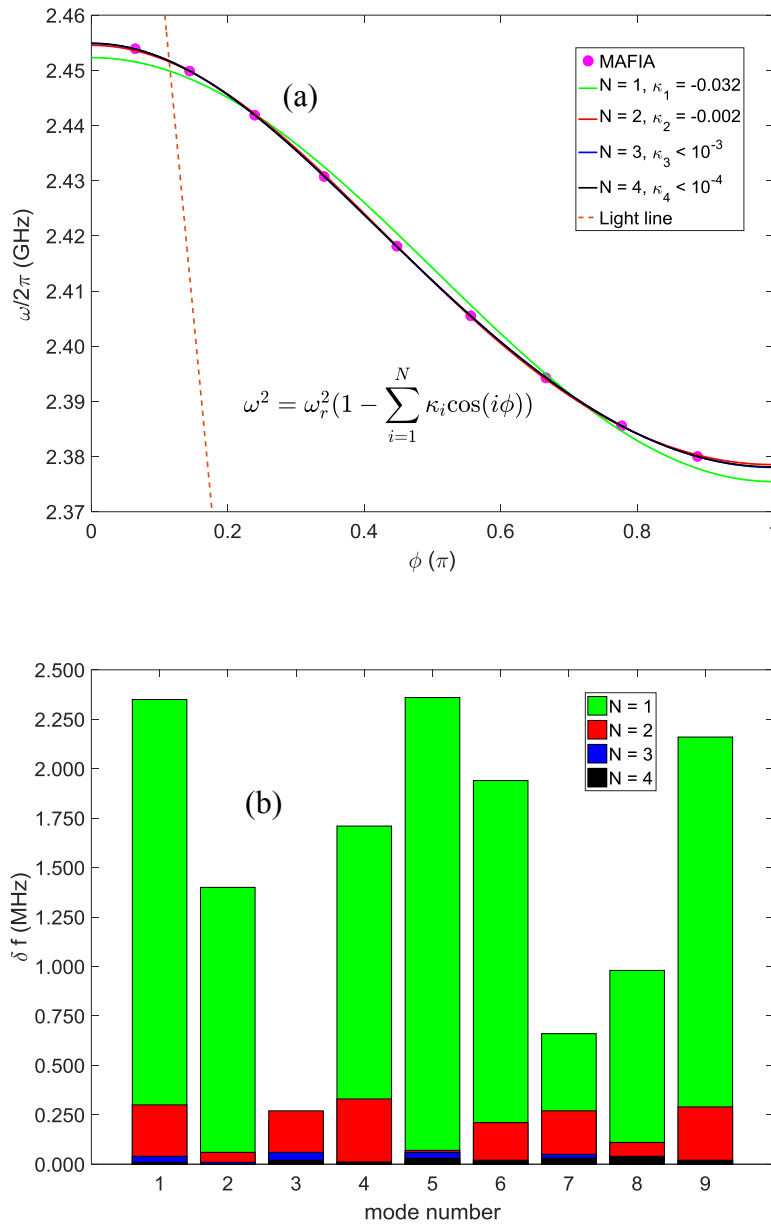 2.46
2.45
2.44
2.43
2.42
2.41
2.40
2.39
2.38
2.37
ω/2π (GHz)
(a)
MAFIA
N = 1, κ₁ = -0.032
N = 2, κ₂ = -0.002
N = 3, κ₃ < 10⁻³
N = 4, κ₄ < 10⁻⁴
Light line
ω² = ωᵣ²(1 − ∑ᵢ₌₁ᴺ κᵢcos(iϕ))
0 0.2 0.4 0.6 0.8 1
ϕ (π)
2.500
2.250
2.000
1.750
1.500
1.250
1.000
0.750
0.500
0.250
0.000
δ f (MHz)
(b)
N = 1
N = 2
N = 3
N = 4
1 2 3 4 5 6 7 8 9
mode number